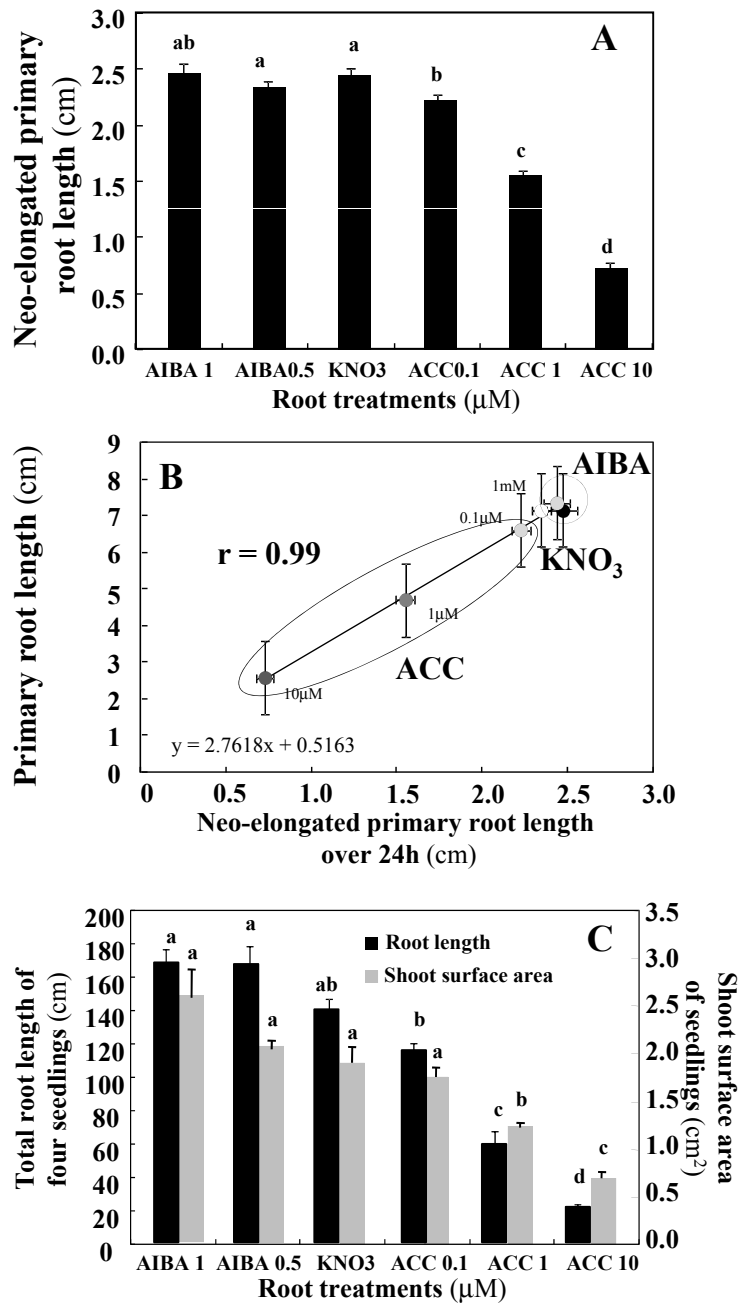 A
Neo-elongated primary
root length (cm)
3.0
2.5
2.0
1.5
1.0
0.5
0.0
ab
a
a
b
c
d
AIBA 1 AIBA0.5 KNO3 ACC0.1 ACC 1 ACC 10
Root treatments (μM)
B
Primary root length (cm)
9
8
7
6
5
4
3
2
1
0
AIBA
1mM
0.1μM
KNO3
r = 0.99
1μM
ACC
10μM
y = 2.7618x + 0.5163
0 0.5 1.0 1.5 2.0 2.5 3.0
Neo-elongated primary root length
over 24h (cm)
C
Total root length of
four seedlings (cm)
200
180
160
140
120
100
80
60
40
20
0
Root length
Shoot surface area
a
a
a
a
ab
a
b
a
c
b
d
c
3.5
3.0
2.5
2.0
1.5
1.0
0.5
0.0
Shoot surface area
of seedlings (cm2)
AIBA 1 AIBA 0.5 KNO3 ACC 0.1 ACC 1 ACC 10
Root treatments (μM)